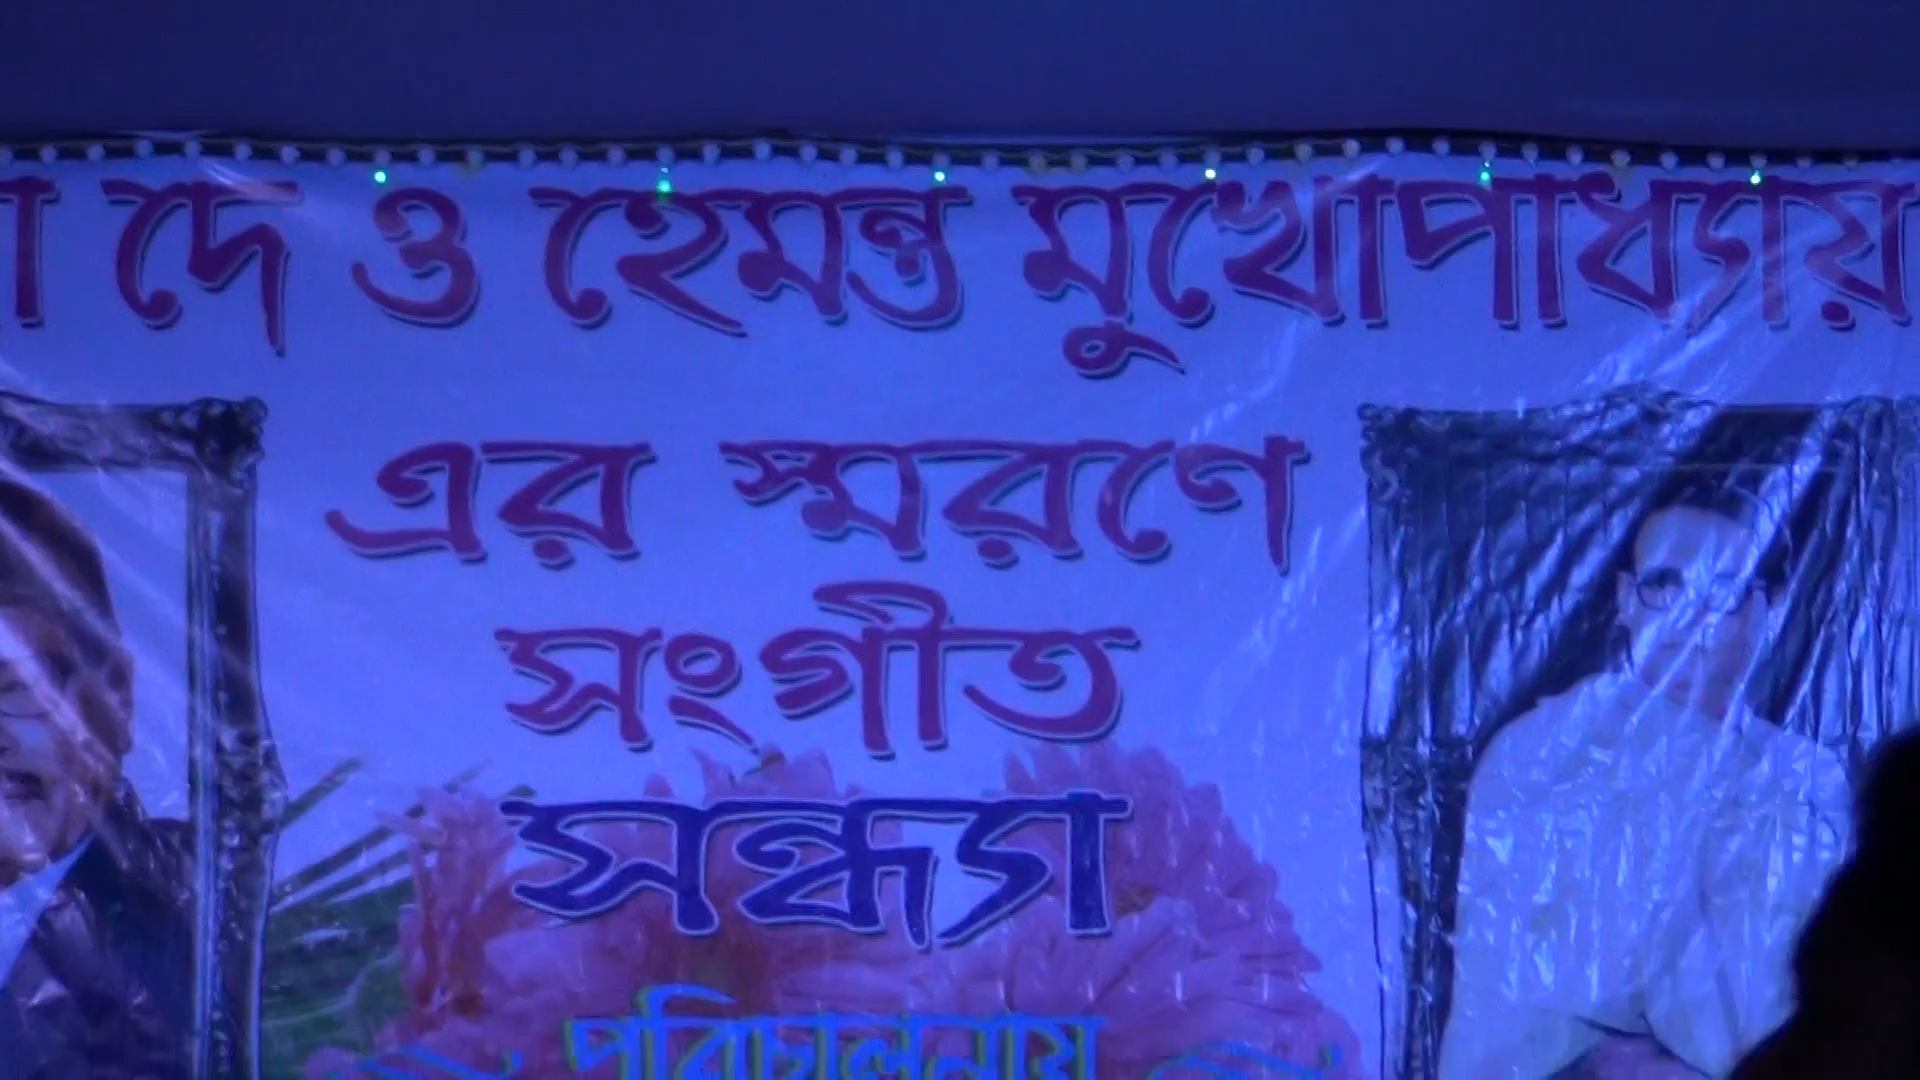 দে ও হেমন্ত মুখোপাধ্যায়
এর স্মরণে
সংগীত
সন্ধ্যা
পরিচালনায়